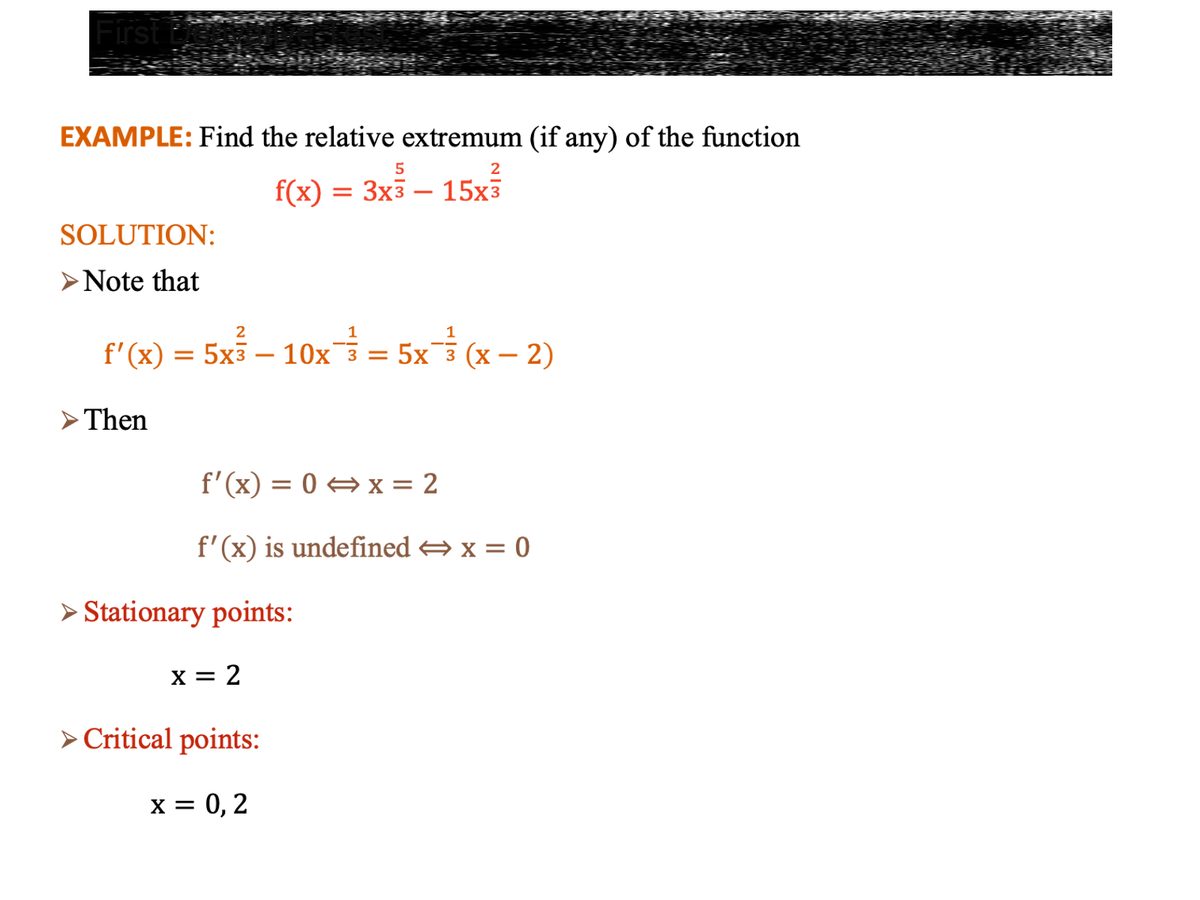 First
EXAMPLE: Find the relative extremum (if any) of the function
f(x) = 3x^{5/3} − 15x^{2/3}
SOLUTION:
➢ Note that
f′(x) = 5x^{2/3} − 10x^{−1/3} = 5x^{−1/3} (x − 2)
➢ Then
f′(x) = 0 ⇔ x = 2
f′(x) is undefined ⇔ x = 0
➢ Stationary points:
x = 2
➢ Critical points:
x = 0, 2